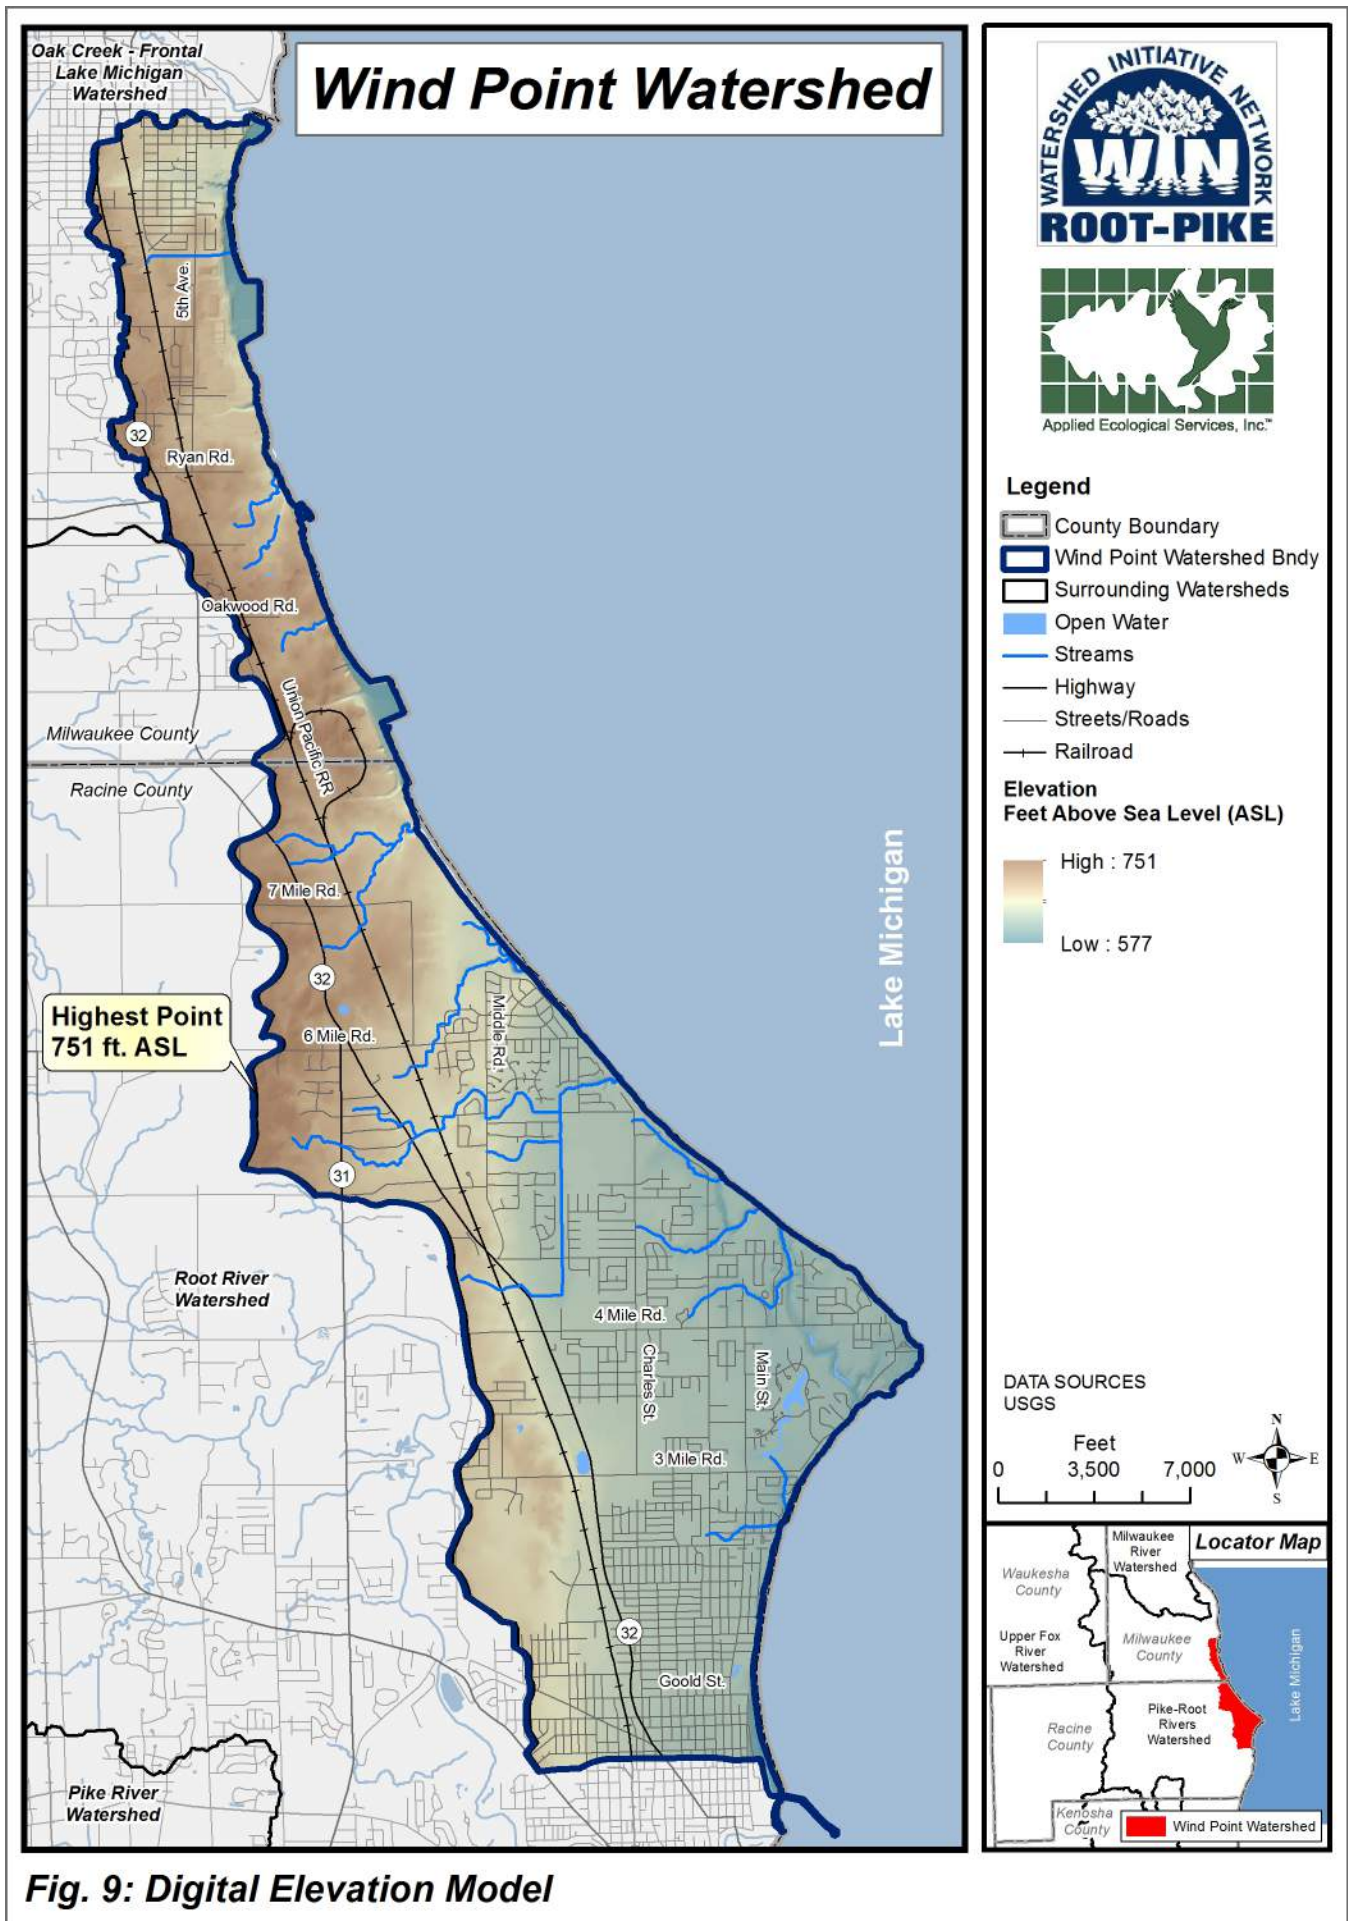 Wind Point Watershed
Oak Creek - Frontal
Lake Michigan
Watershed
5th Ave.
32
Ryan Rd.
Oakwood Rd.
Union Pacific RR
Milwaukee County
Racine County
7 Mile Rd.
32
Highest Point
751 ft. ASL
6 Mile Rd.
Middle Rd.
31
Lake Michigan
Root River
Watershed
4 Mile Rd.
Charles St.
Main St.
3 Mile Rd.
32
Goold St.
Pike River
Watershed
WATERSHED INITIATIVE NETWORK
WIN
ROOT-PIKE
Applied Ecological Services, Inc.™
Legend
County Boundary
Wind Point Watershed Bndy
Surrounding Watersheds
Open Water
Streams
Highway
Streets/Roads
Railroad
Elevation
Feet Above Sea Level (ASL)
High : 751
Low : 577
DATA SOURCES
USGS
Feet
0 3,500 7,000
N
W E
S
Locator Map
Milwaukee
River
Watershed
Waukesha
County
Upper Fox
River
Watershed
Milwaukee
County
Lake Michigan
Pike-Root
Rivers
Watershed
Racine
County
Kenosha
County
Wind Point Watershed
Fig. 9: Digital Elevation Model